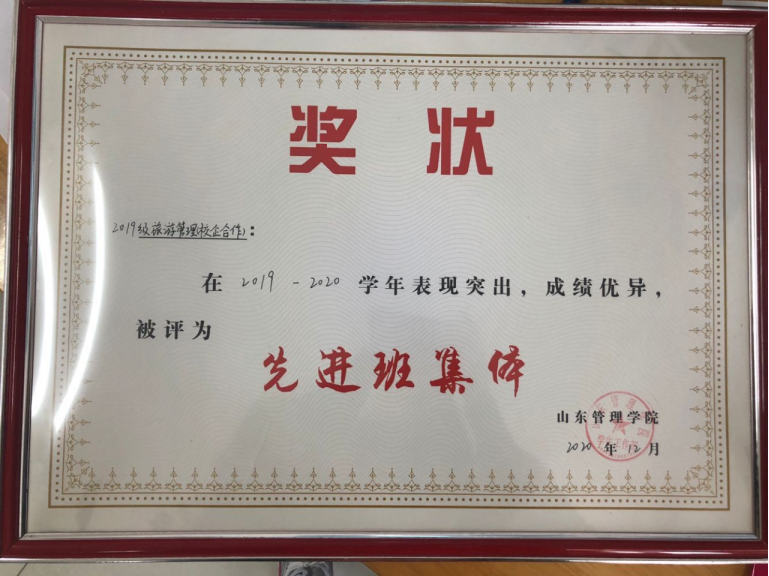 奖状
2019级旅游管理(校企合作):
在 2019 - 2020 学年表现突出，成绩优异，
被评为
先进班集体
山东管理学院
2020 年 12 月